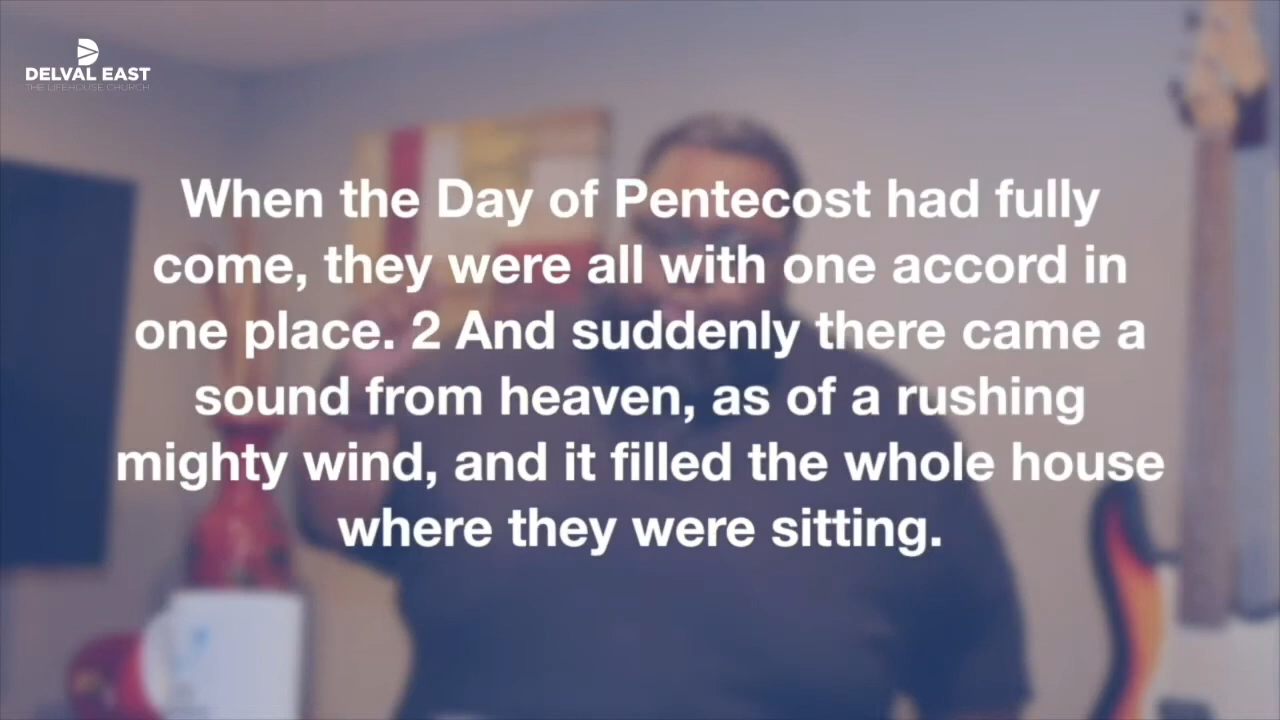 DELVAL EAST
THE LIFEHOUSE CHURCH
When the Day of Pentecost had fully
come, they were all with one accord in
one place. 2 And suddenly there came a
sound from heaven, as of a rushing
mighty wind, and it filled the whole house
where they were sitting.